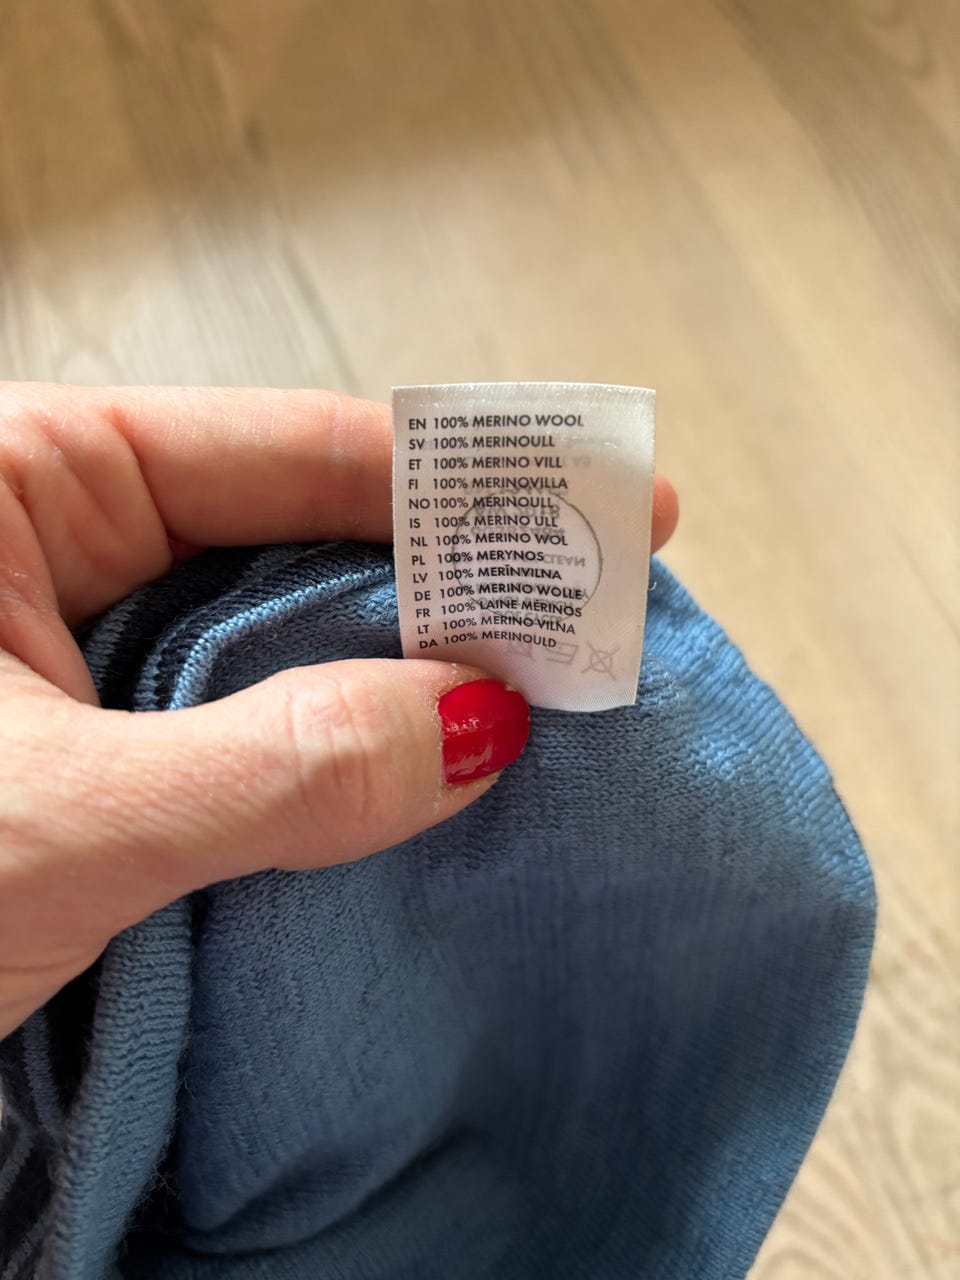 EN 100% MERINO WOOL
SV 100% MERINOULL
ET 100% MERINO VILL
FI 100% MERINOVILLA
NO 100% MERINOULL
IS 100% MERINO ULL
NL 100% MERINO WOL
PL 100% MERYNOS
LV 100% MERĪNVILNA
DE 100% MERINO WOLLE
FR 100% LAINE MÉRINOS
LT 100% MERINO VILNA
DA 100% MERINOULD